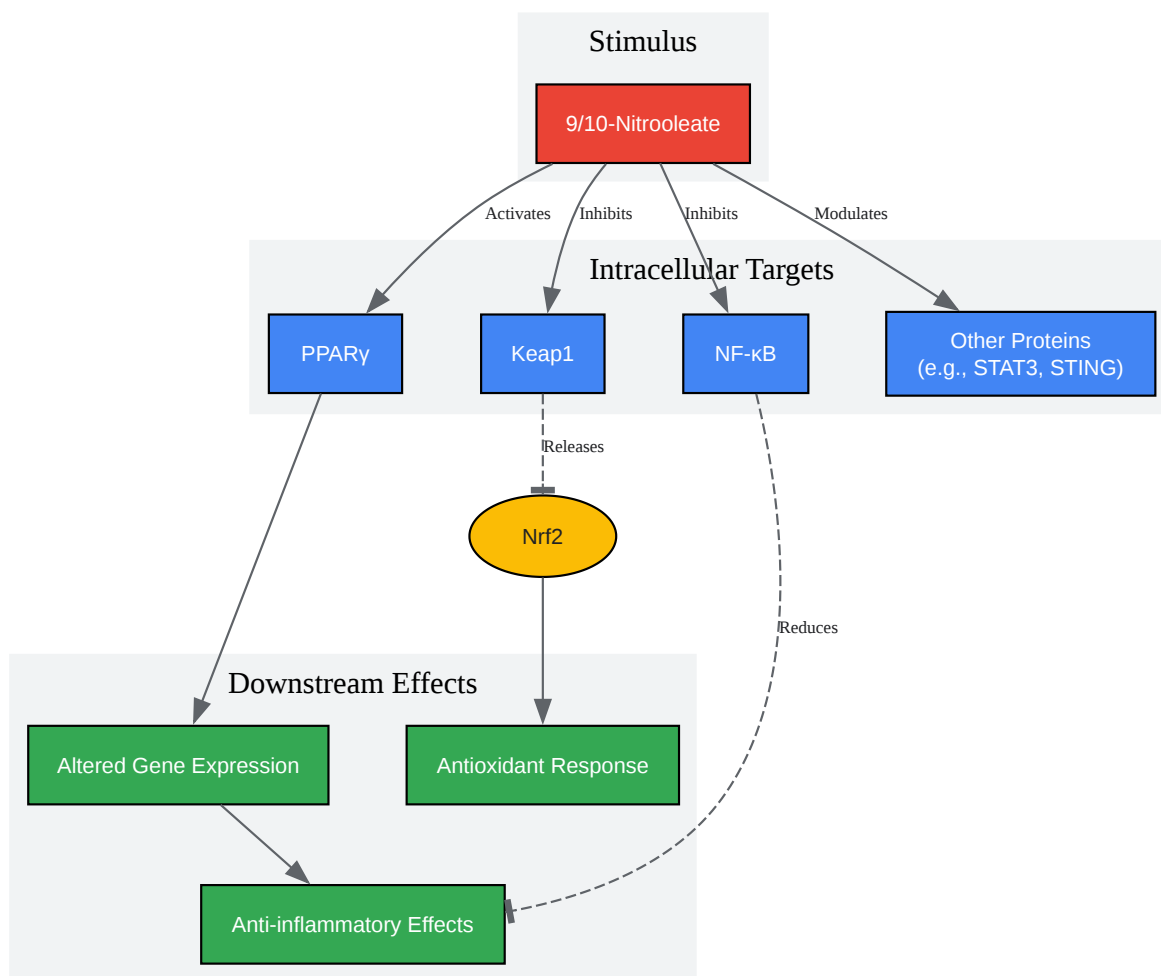 Stimulus
9/10-Nitrooleate
Activates
Inhibits
Inhibits
Modulates
Intracellular Targets
PPARγ
Keap1
NF-κB
Other Proteins
(e.g., STAT3, STING)
Releases
Nrf2
Reduces
Downstream Effects
Altered Gene Expression
Antioxidant Response
Anti-inflammatory Effects